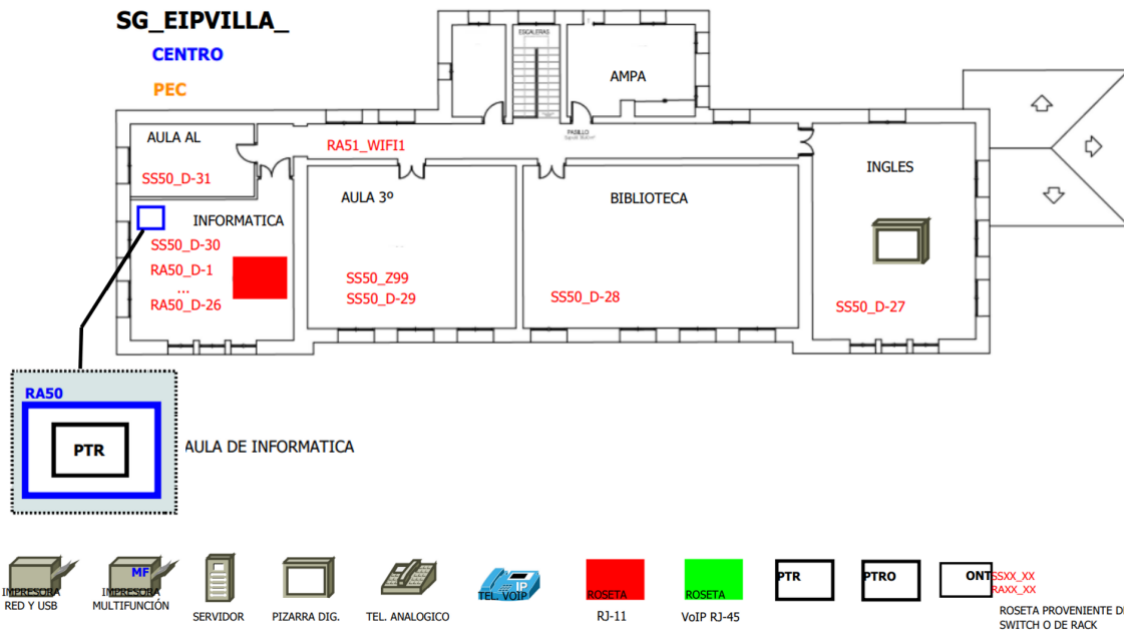 SG_EIPVILLA_
CENTRO
PEC
ESCALERAS
AMPA
AULA AL
PASILLO
RA51_WIFI1
INGLES
SS50_D-31
AULA 3º
BIBLIOTECA
INFORMATICA
SS50_D-30
RA50_D-1
...
RA50_D-26
SS50_Z99
SS50_D-29
SS50_D-28
SS50_D-27
RA50
PTR
AULA DE INFORMATICA
IMPRESORA
RED Y USB
MF
IMPRESORA
MULTIFUNCIÓN
SERVIDOR
PIZARRA DIG.
TEL. ANALOGICO
IP
TEL. VOIP
ROSETA
RJ-11
ROSETA
VoIP RJ-45
PTR
PTRO
ONT
SSXX_XX
RAXX_XX
ROSETA PROVENIENTE DE
SWITCH O DE RACK